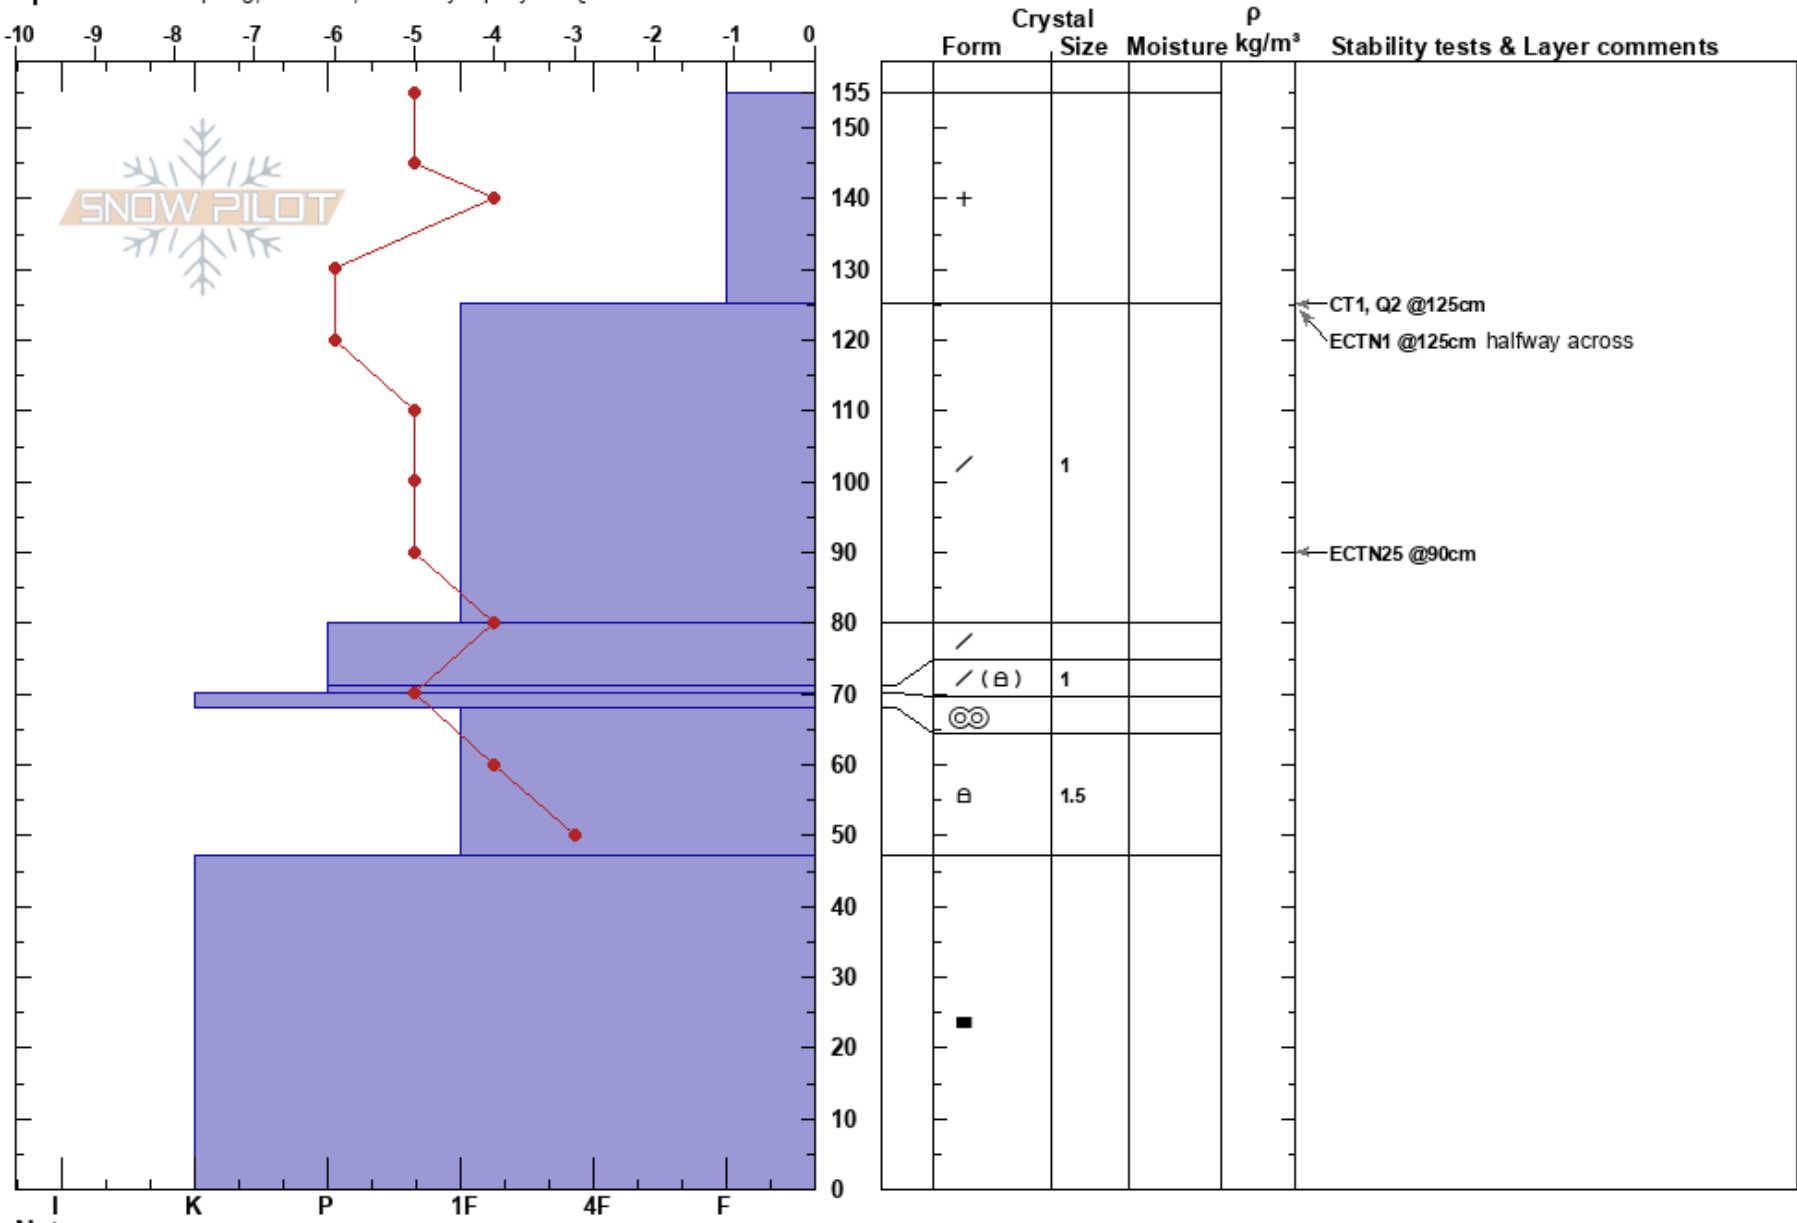 Crystal ρ
-10 -9 -8 -7 -6 -5 -4 -3 -2 -1 0 Form Size Moisture kg/m³ Stability tests & Layer comments
155
150
SNOW PILOT
140 +
130
CT1, Q2 @125cm
120 ECTN1 @125cm halfway across
110
1
100
90 ECTN25 @90cm
80
70 1
60
1.5
50
40
30
20
10
0
I K P 1F 4F F